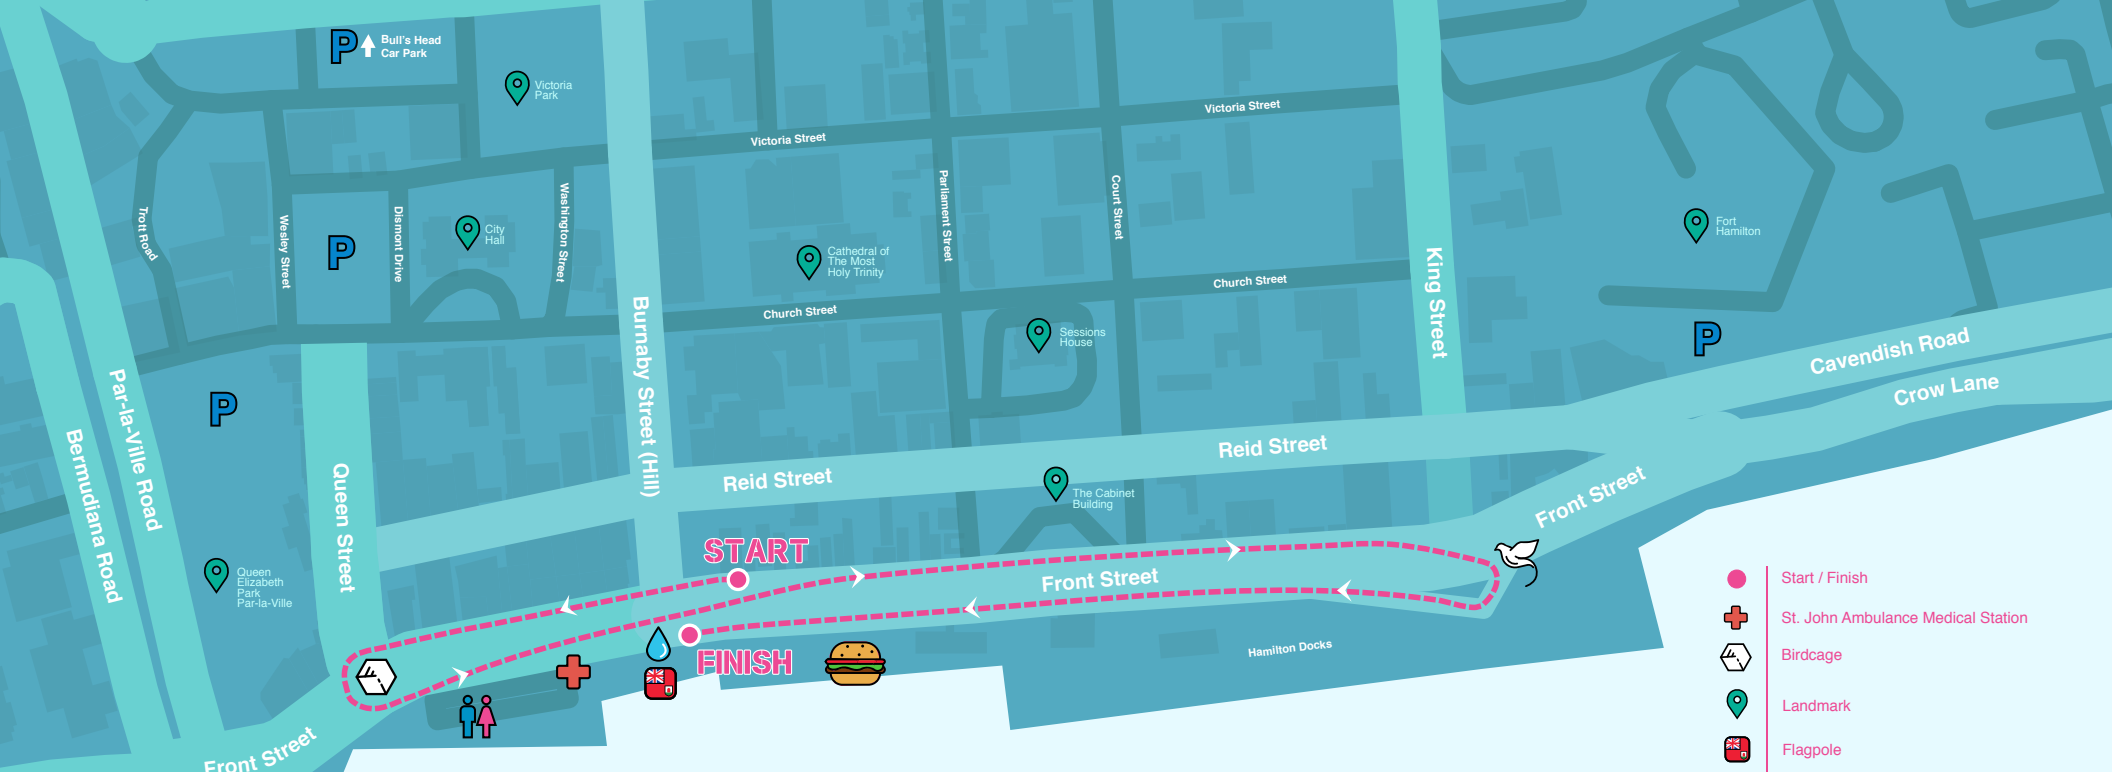 P
Bull's Head
Car Park
Victoria
Park
Victoria Street
Victoria Street
Trott Road
Wesley Street
P
Dismont Drive
City
Hall
Washington Street
Burnaby Street (Hill)
Cathedral of
The Most
Holy Trinity
Parliament Street
Court Street
Church Street
Church Street
Sessions
House
King Street
Fort
Hamilton
P
Cavendish Road
Crow Lane
P
Par-la-Ville Road
Bermudiana Road
Queen Street
Reid Street
Reid Street
The Cabinet
Building
Front Street
Queen
Elizabeth
Park
Par-la-Ville
START
Front Street
FINISH
Hamilton Docks
Front Street
Start / Finish
St. John Ambulance Medical Station
Birdcage
Landmark
Flagpole